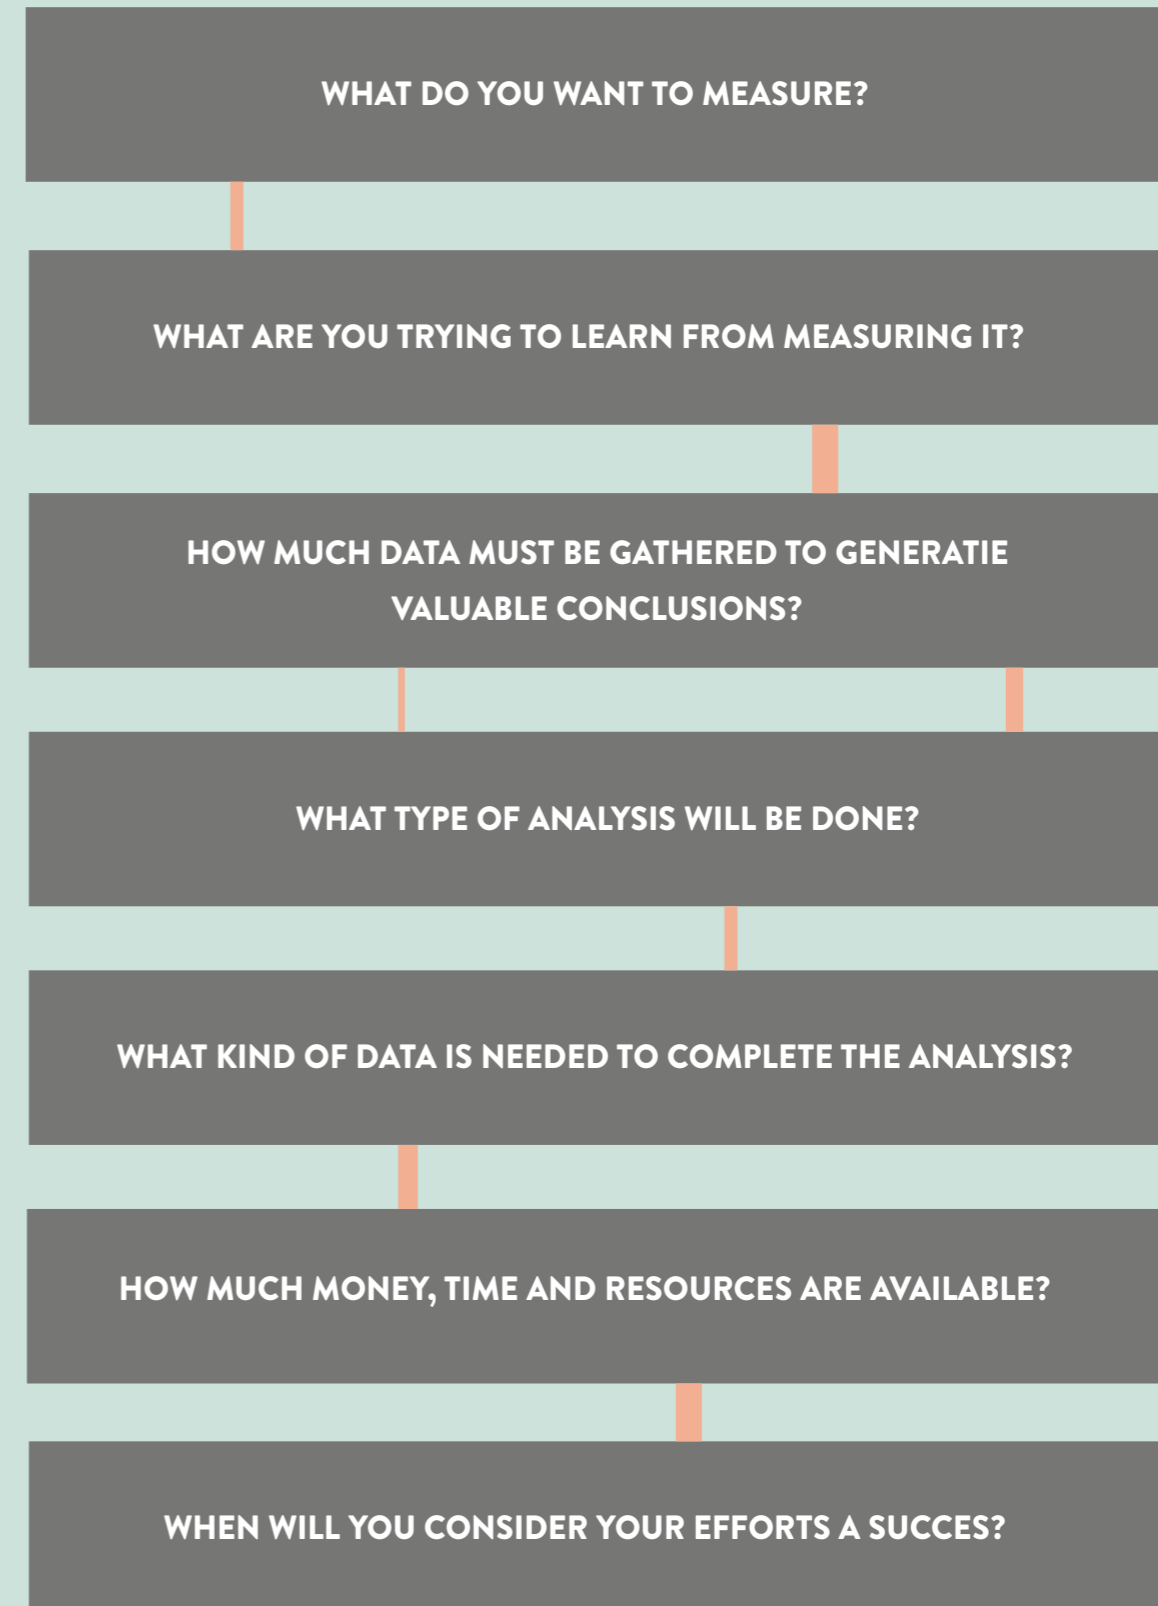 WHAT DO YOU WANT TO MEASURE?
WHAT ARE YOU TRYING TO LEARN FROM MEASURING IT?
HOW MUCH DATA MUST BE GATHERED TO GENERATIE
VALUABLE CONCLUSIONS?
WHAT TYPE OF ANALYSIS WILL BE DONE?
WHAT KIND OF DATA IS NEEDED TO COMPLETE THE ANALYSIS?
HOW MUCH MONEY, TIME AND RESOURCES ARE AVAILABLE?
WHEN WILL YOU CONSIDER YOUR EFFORTS A SUCCES?